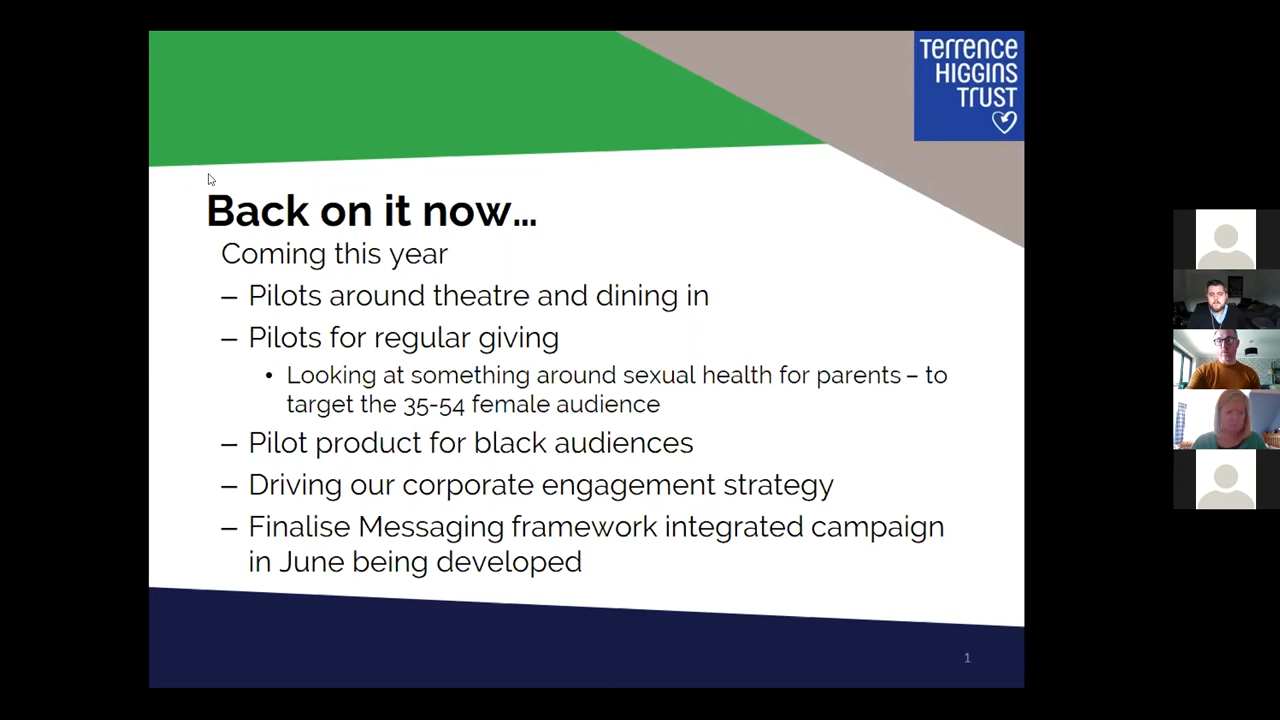 Terrence
HIGGINS
TrusT
Back on it now…
Coming this year
– Pilots around theatre and dining in
– Pilots for regular giving
• Looking at something around sexual health for parents – to
target the 35-54 female audience
– Pilot product for black audiences
– Driving our corporate engagement strategy
– Finalise Messaging framework integrated campaign
in June being developed
1